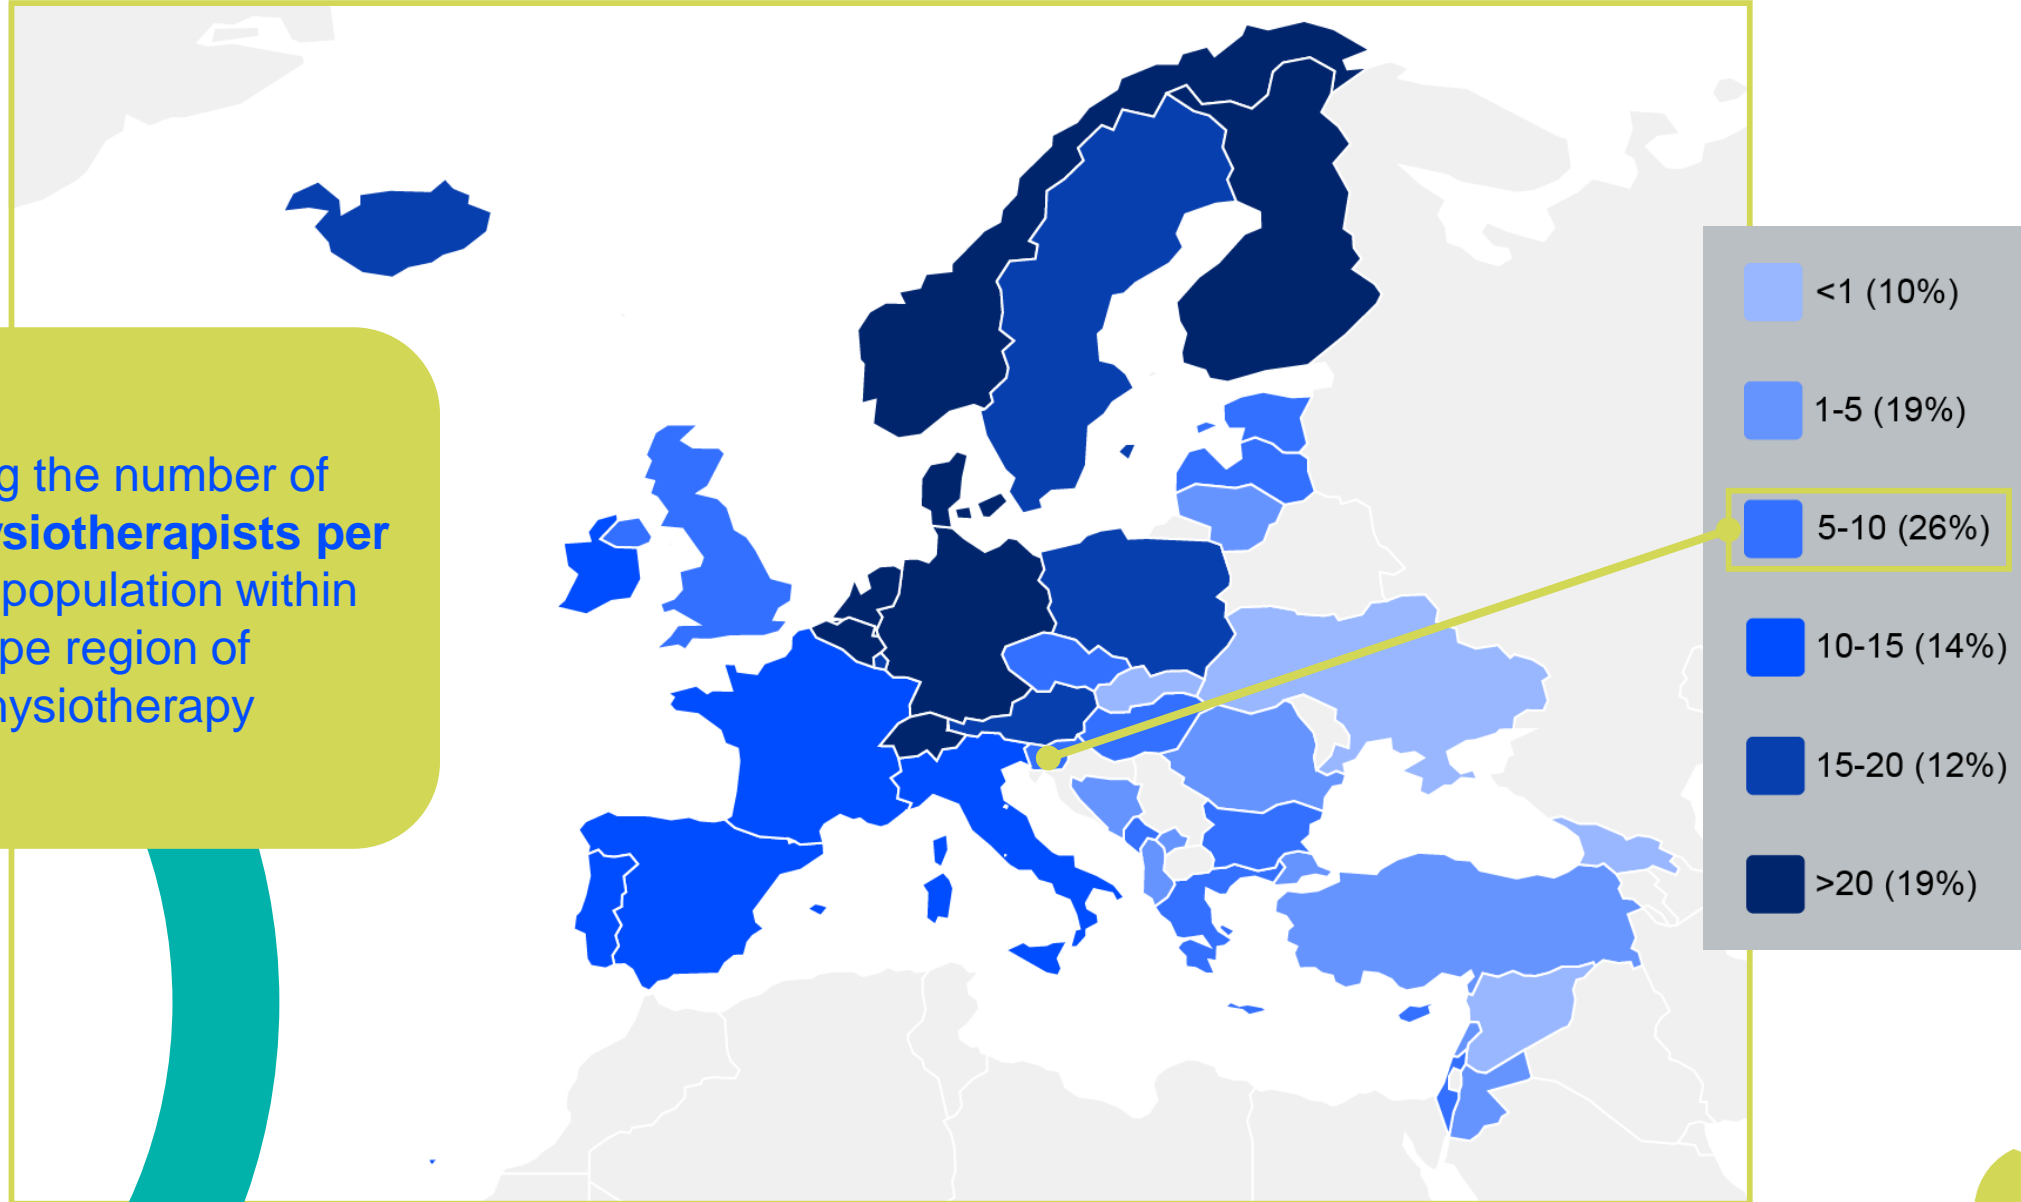 g the number of
ysiotherapists per
population within
pe region of
hysiotherapy
<1 (10%)
1-5 (19%)
5-10 (26%)
10-15 (14%)
15-20 (12%)
>20 (19%)